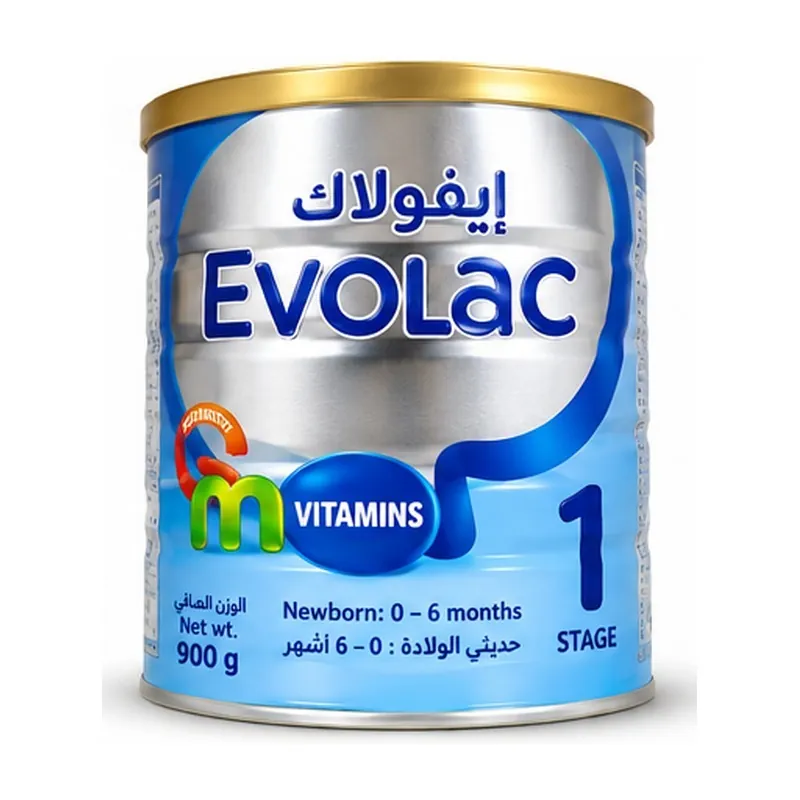 إيفولاك
EVOLac
m
VITAMINS
1
STAGE
الوزن الصافي
Net wt.
900 g
Newborn: 0 – 6 months
حديثي الولادة : 0 – 6 أشهر